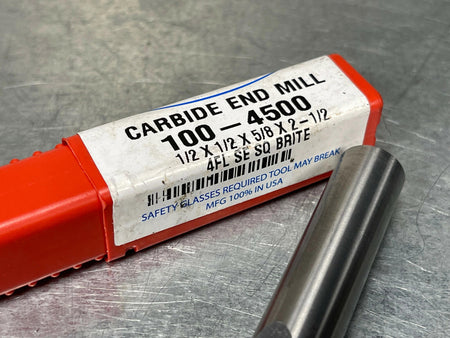 CARBIDE END MILL
100-4500
1/2 X 1/2 X 5/8 X 2-1/2
4FL SE SQ BRITE
SAFETY GLASSES REQUIRED TOOL MAY BREAK
MFG 100% IN USA